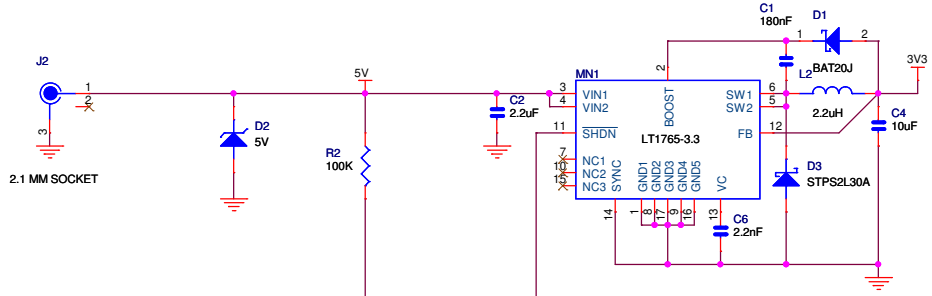 C1
180nF
D1
1
2
BAT20J
J2
1
2
3
2.1 MM SOCKET
D2
5V
5V
R2
100K
C2
2.2uF
MN1
2
3
VIN1
4
VIN2
BOOST
11
SHDN
LT1765-3.3
7
NC1
10
NC2
15
NC3
SYNC
GND1
GND2
GND3
GND4
GND5
VC
14
1
8
17
9
16
13
SW1
6
SW2
5
FB
12
L2
2.2uH
3V3
C4
10uF
D3
STPS2L30A
C6
2.2nF